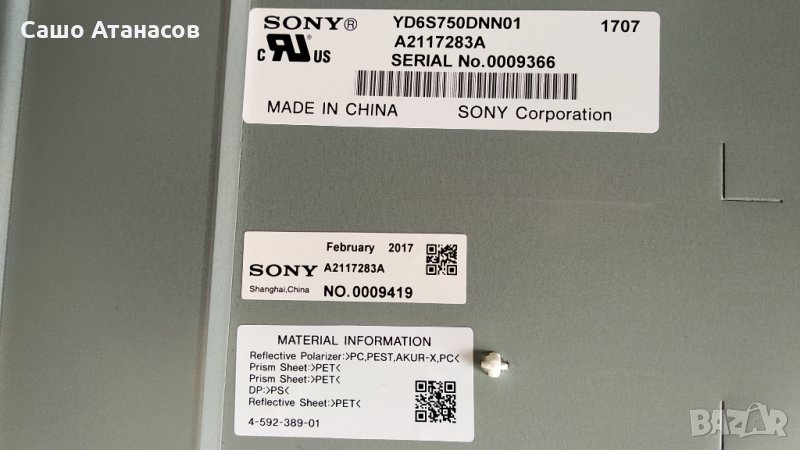 Сашо Атанасов
SONY® YD6S750DNN01 1707
A2117283A
C UR US SERIAL No.0009366
MADE IN CHINA SONY Corporation
February 2017
SONY A2117283A
Shanghai,China NO.0009419
MATERIAL INFORMATION
Reflective Polarizer:>PC,PEST,AKUR-X,PC<
Prism Sheet:>PET<
Prism Sheet:>PET<
DP:>PS<
Reflective Sheet:>PET<
4-592-389-01
BAZAR